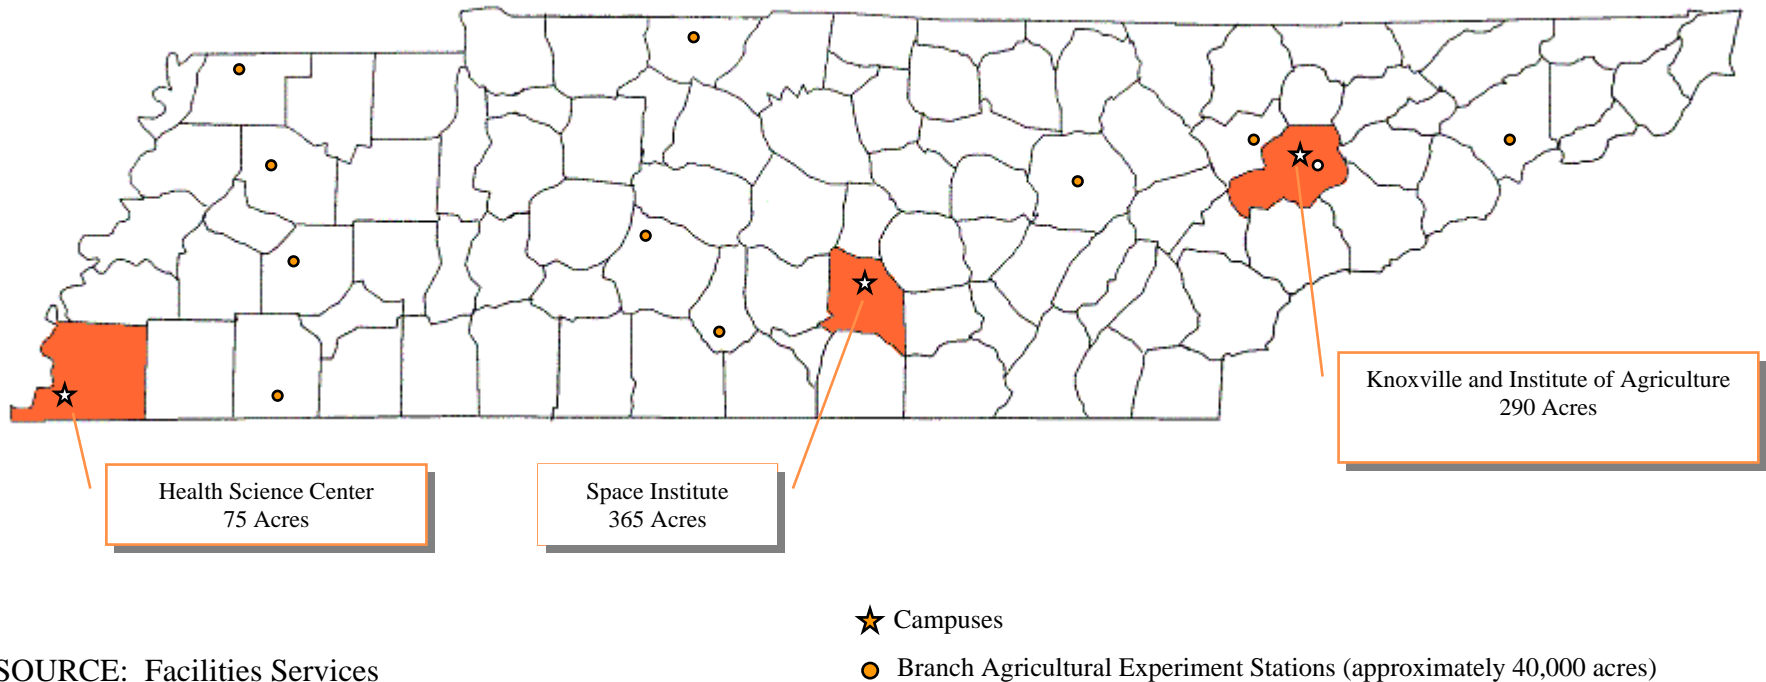 Knoxville and Institute of Agriculture
290 Acres
Health Science Center
75 Acres
Space Institute
365 Acres
Campuses
SOURCE: Facilities Services
Branch Agricultural Experiment Stations (approximately 40,000 acres)